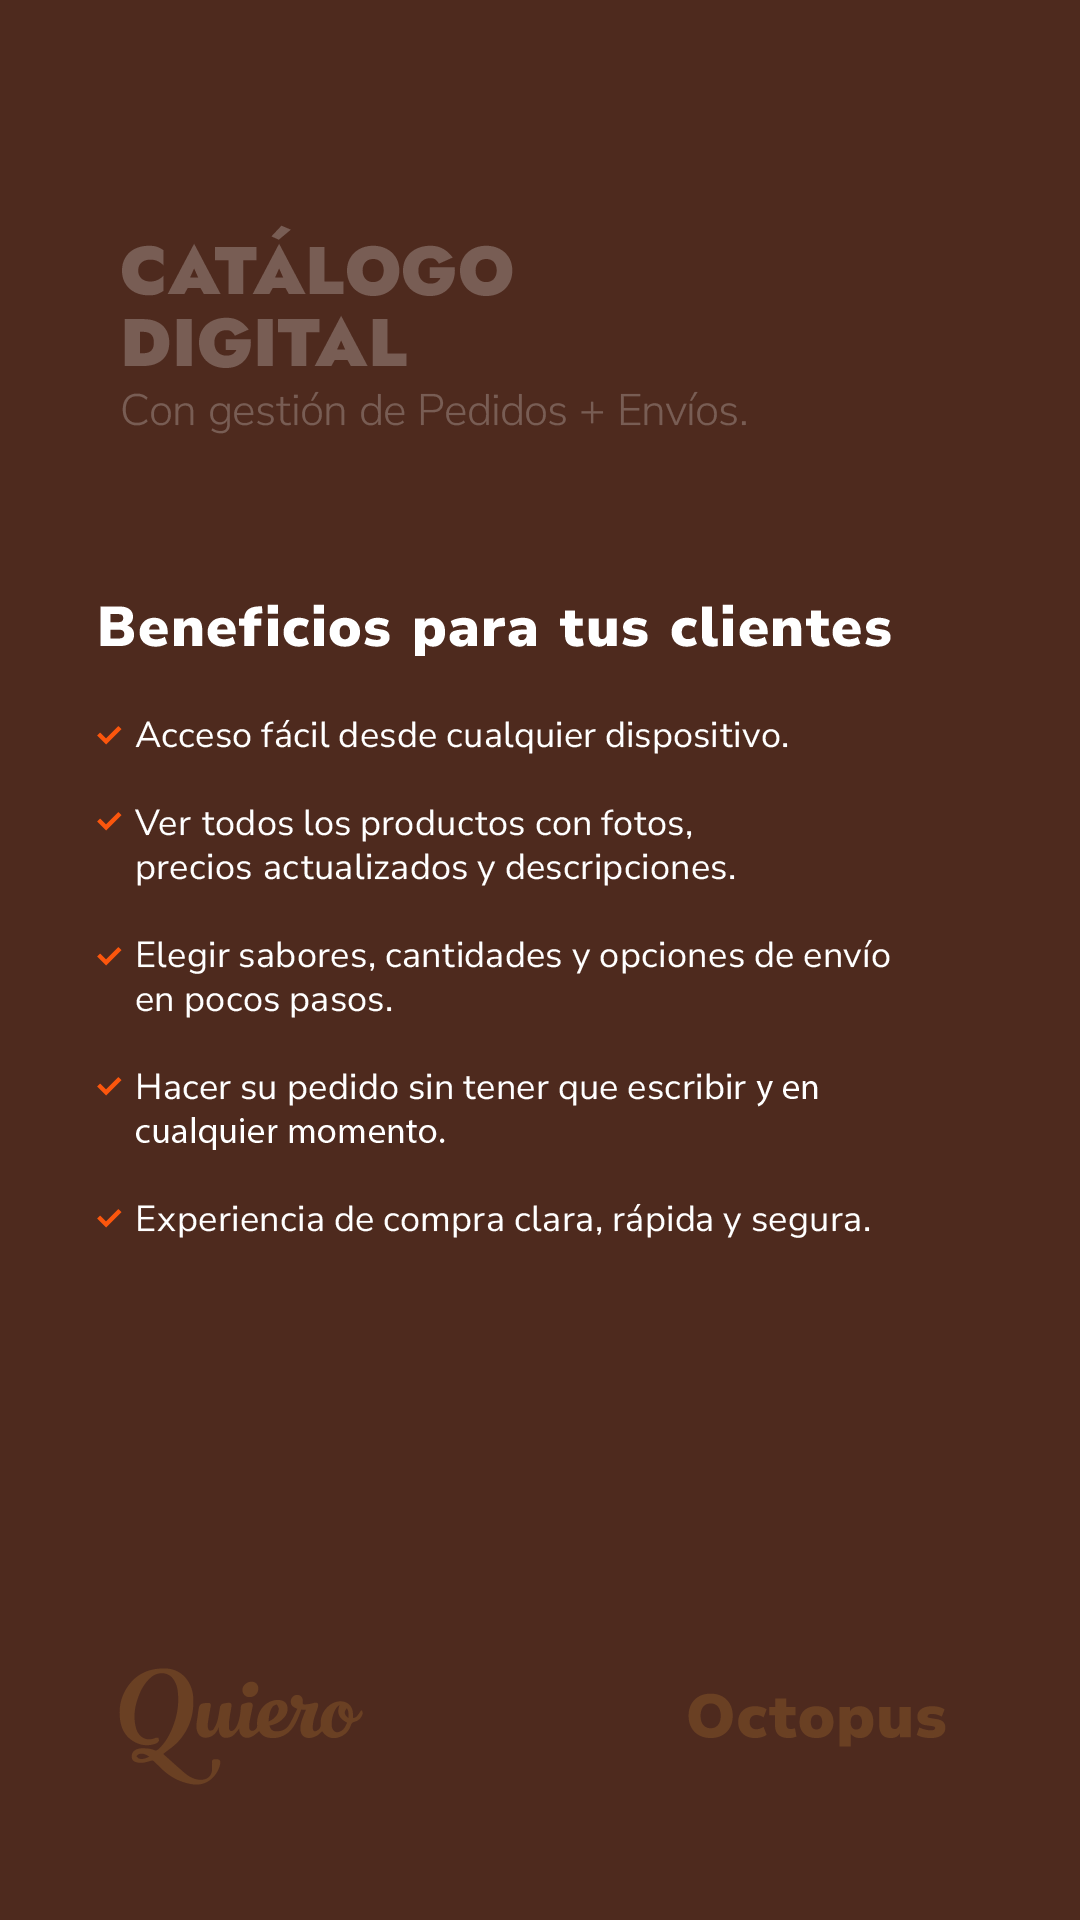 CATÁLOGO
DIGITAL
Con gestión de Pedidos + Envíos.
Beneficios para tus clientes
Acceso fácil desde cualquier dispositivo.
Ver todos los productos con fotos,
precios actualizados y descripciones.
Elegir sabores, cantidades y opciones de envío
en pocos pasos.
Hacer su pedido sin tener que escribir y en
cualquier momento.
Experiencia de compra clara, rápida y segura.
Quiero
Octopus